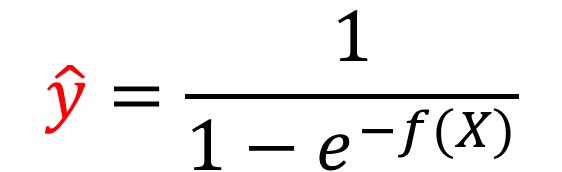 ŷ = 1 / (1 − e^{−f(X)})